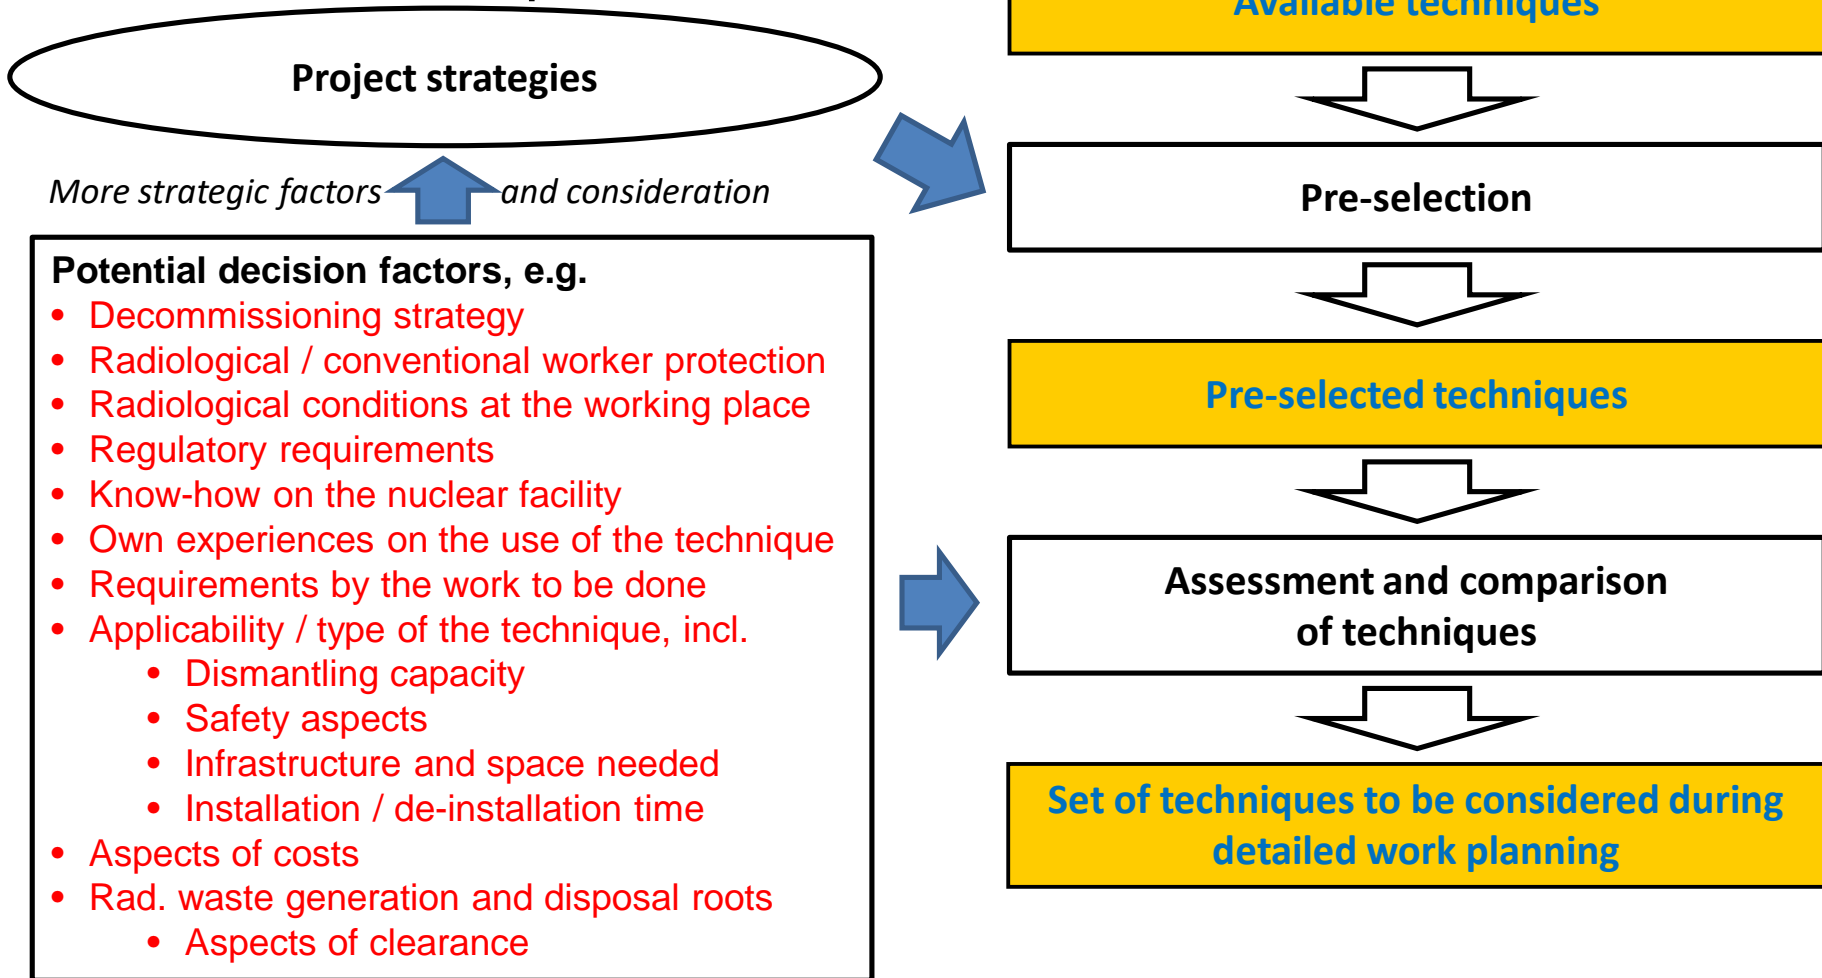 Project strategies
More strategic factors and consideration
Potential decision factors, e.g.
• Decommissioning strategy
• Radiological / conventional worker protection
• Radiological conditions at the working place
• Regulatory requirements
• Know-how on the nuclear facility
• Own experiences on the use of the technique
• Requirements by the work to be done
• Applicability / type of the technique, incl.
• Dismantling capacity
• Safety aspects
• Infrastructure and space needed
• Installation / de-installation time
• Aspects of costs
• Rad. waste generation and disposal roots
• Aspects of clearance
Available techniques
Pre-selection
Pre-selected techniques
Assessment and comparison
of techniques
Set of techniques to be considered during
detailed work planning